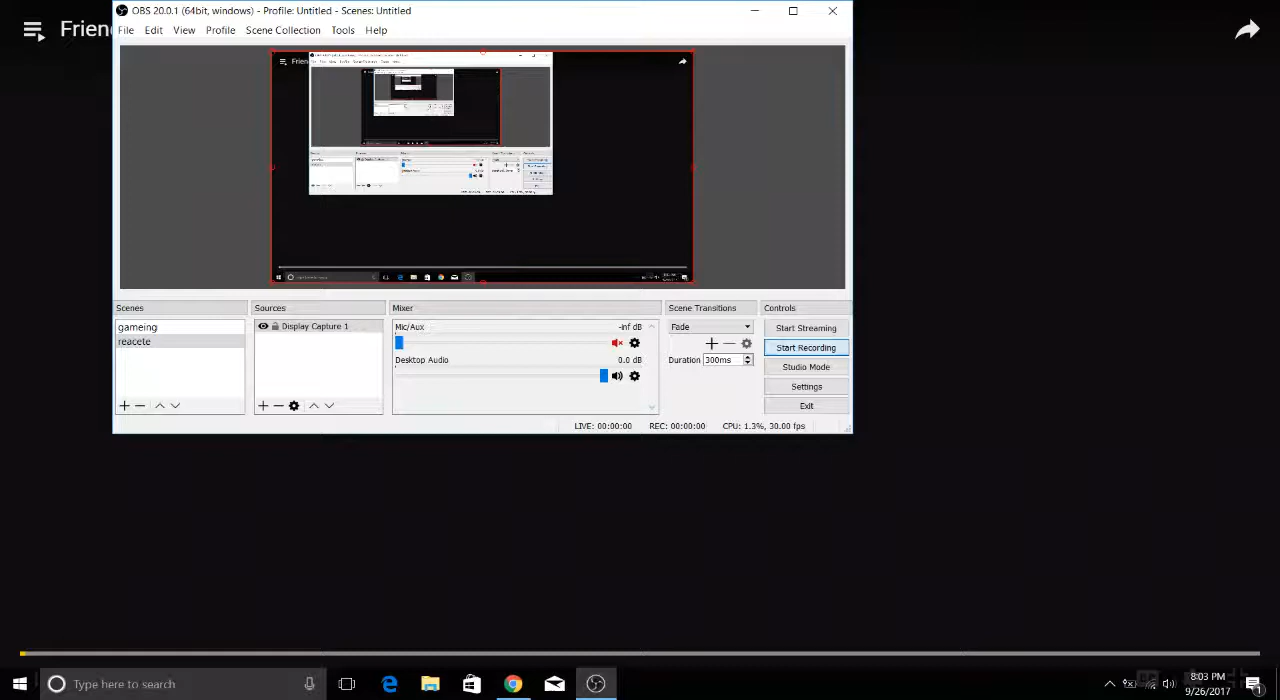 Frien
OBS 20.0.1 (64bit, windows) - Profile: Untitled - Scenes: Untitled
File Edit View Profile Scene Collection Tools Help
Scenes
gameing
reacete
Sources
Display Capture 1
Mixer
Mic/Aux -inf dB
Desktop Audio 0.0 dB
Scene Transitions
Fade
Duration 300ms
Controls
Start Streaming
Start Recording
Studio Mode
Settings
Exit
LIVE: 00:00:00 REC: 00:00:00 CPU: 1.3%, 30.00 fps
Type here to search
8:03 PM
9/26/2017
1